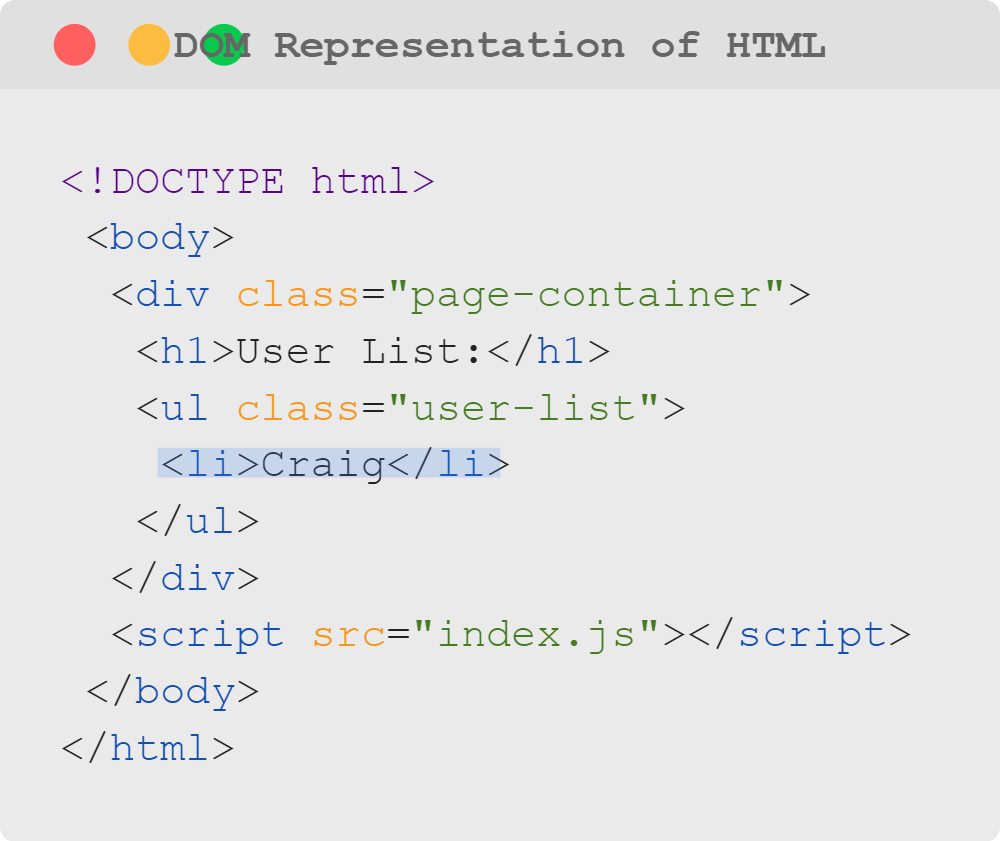 DOM Representation of HTML
<!DOCTYPE html>
<body>
<div class="page-container">
<h1>User List:</h1>
<ul class="user-list">
<li>Craig</li>
</ul>
</div>
<script src="index.js"></script>
</body>
</html>